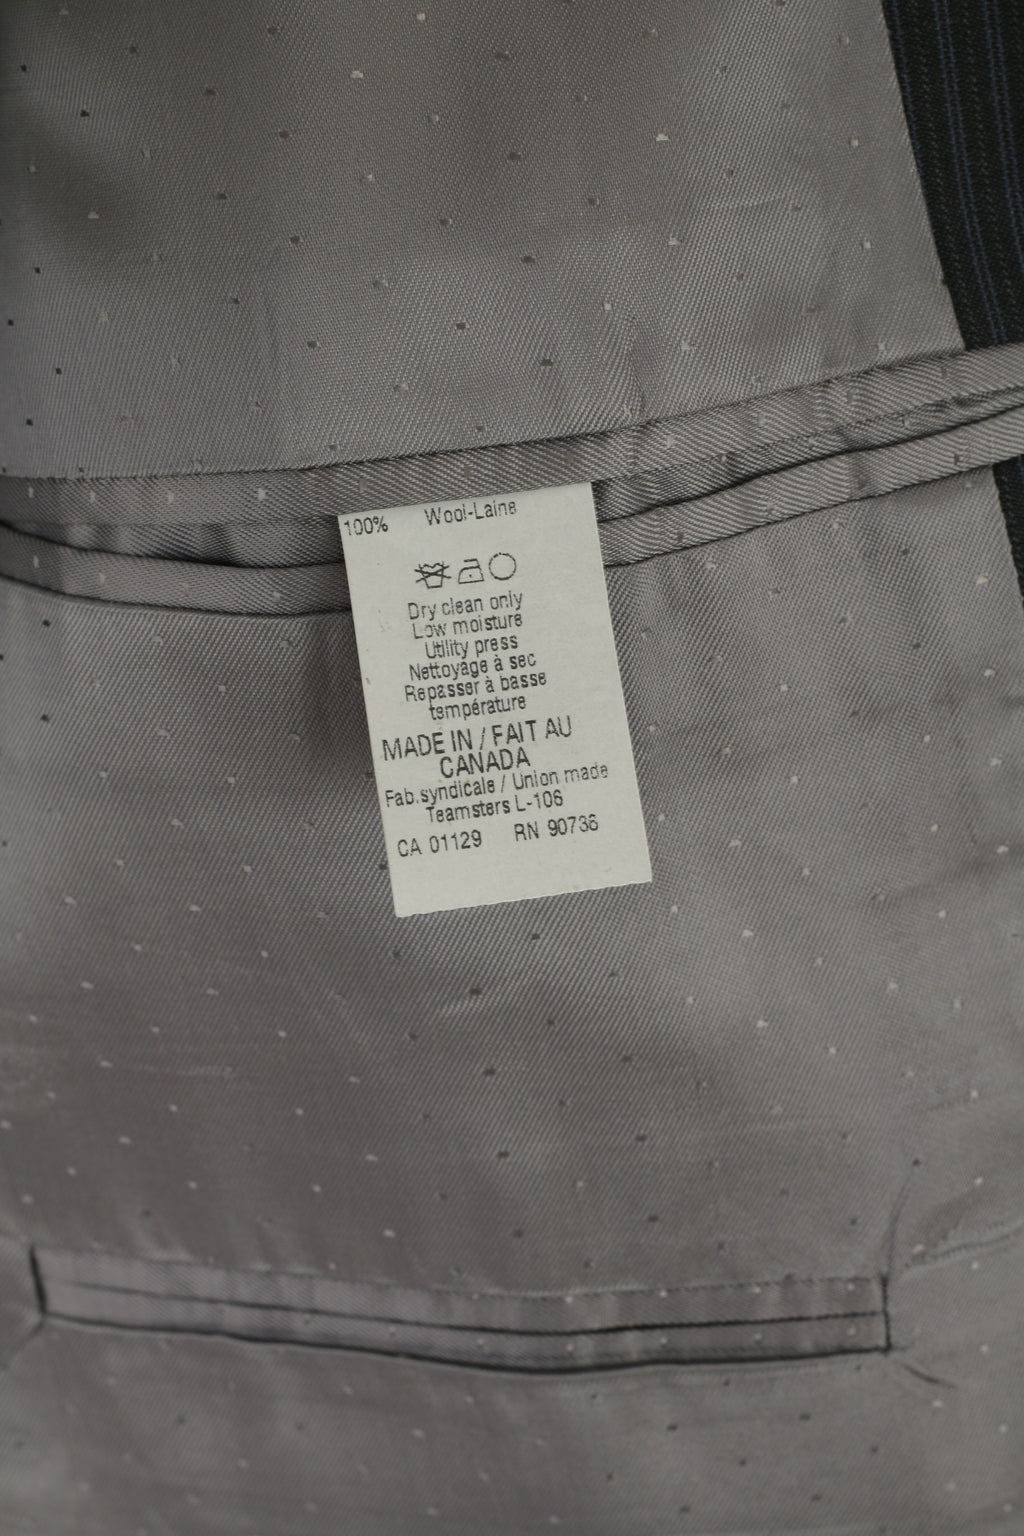 100% Wool-Laine
Dry clean only
Low moisture
Utility press
Nettoyage à sec
Repasser à basse
température
MADE IN / FAIT AU
CANADA
Fab.syndicale / Union made
Teamsters L-106
CA 01129 RN 90736